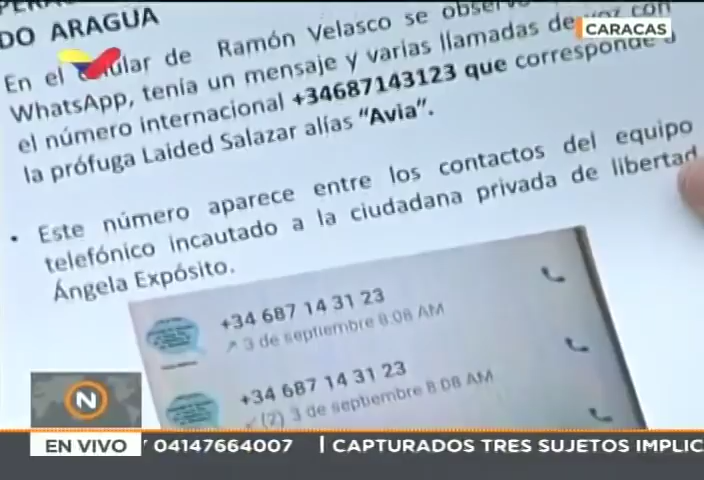 DO ARAGUA
CARACAS
En el celular de Ramón Velasco se
WhatsApp, tenía un mensaje y varias llamadas de voz con
el número internacional +34687143123 que corresponde a
la prófuga Laided Salazar alías “Avia”.
• Este número aparece entre los contactos del equipo
telefónico incautado a la ciudadana privada de libertad
Ángela Expósito.
+34 687 14 31 23
↗ 3 de septiembre 8:08 AM
+34 687 14 31 23
↙ (2) 3 de septiembre 8:08 AM
N
EN VIVO
04147664007 | CAPTURADOS TRES SUJETOS IMPLIC